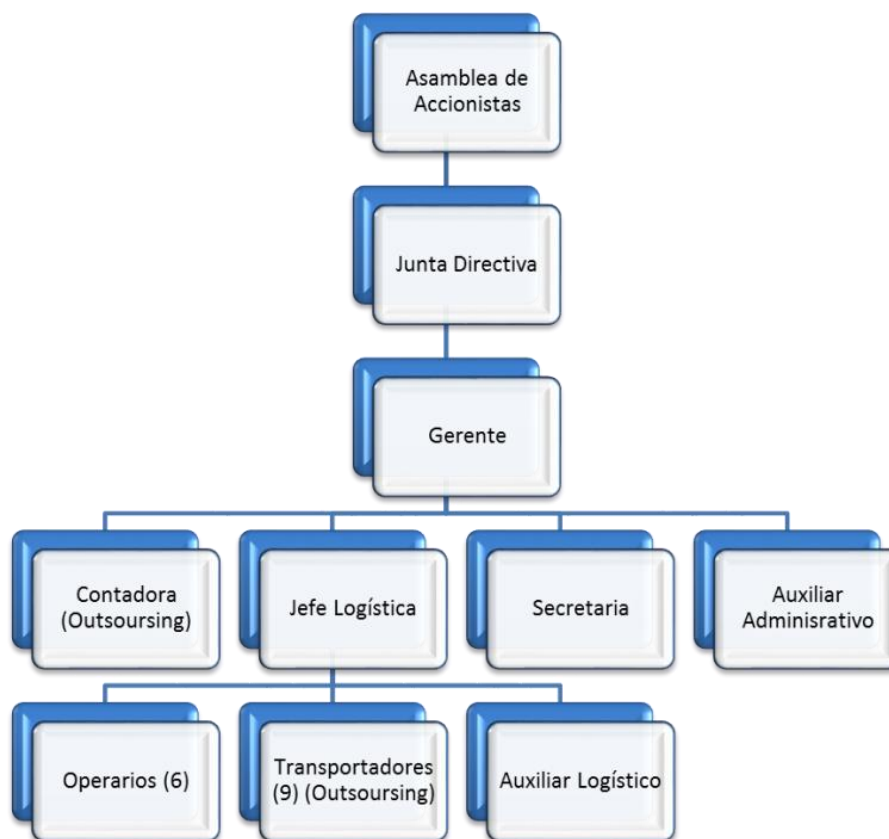 Asamblea de
Accionistas
Junta Directiva
Gerente
Contadora
(Outsoursing)
Jefe Logística
Secretaria
Auxiliar
Adminisrativo
Operarios (6)
Transportadores
(9) (Outsoursing)
Auxiliar Logístico